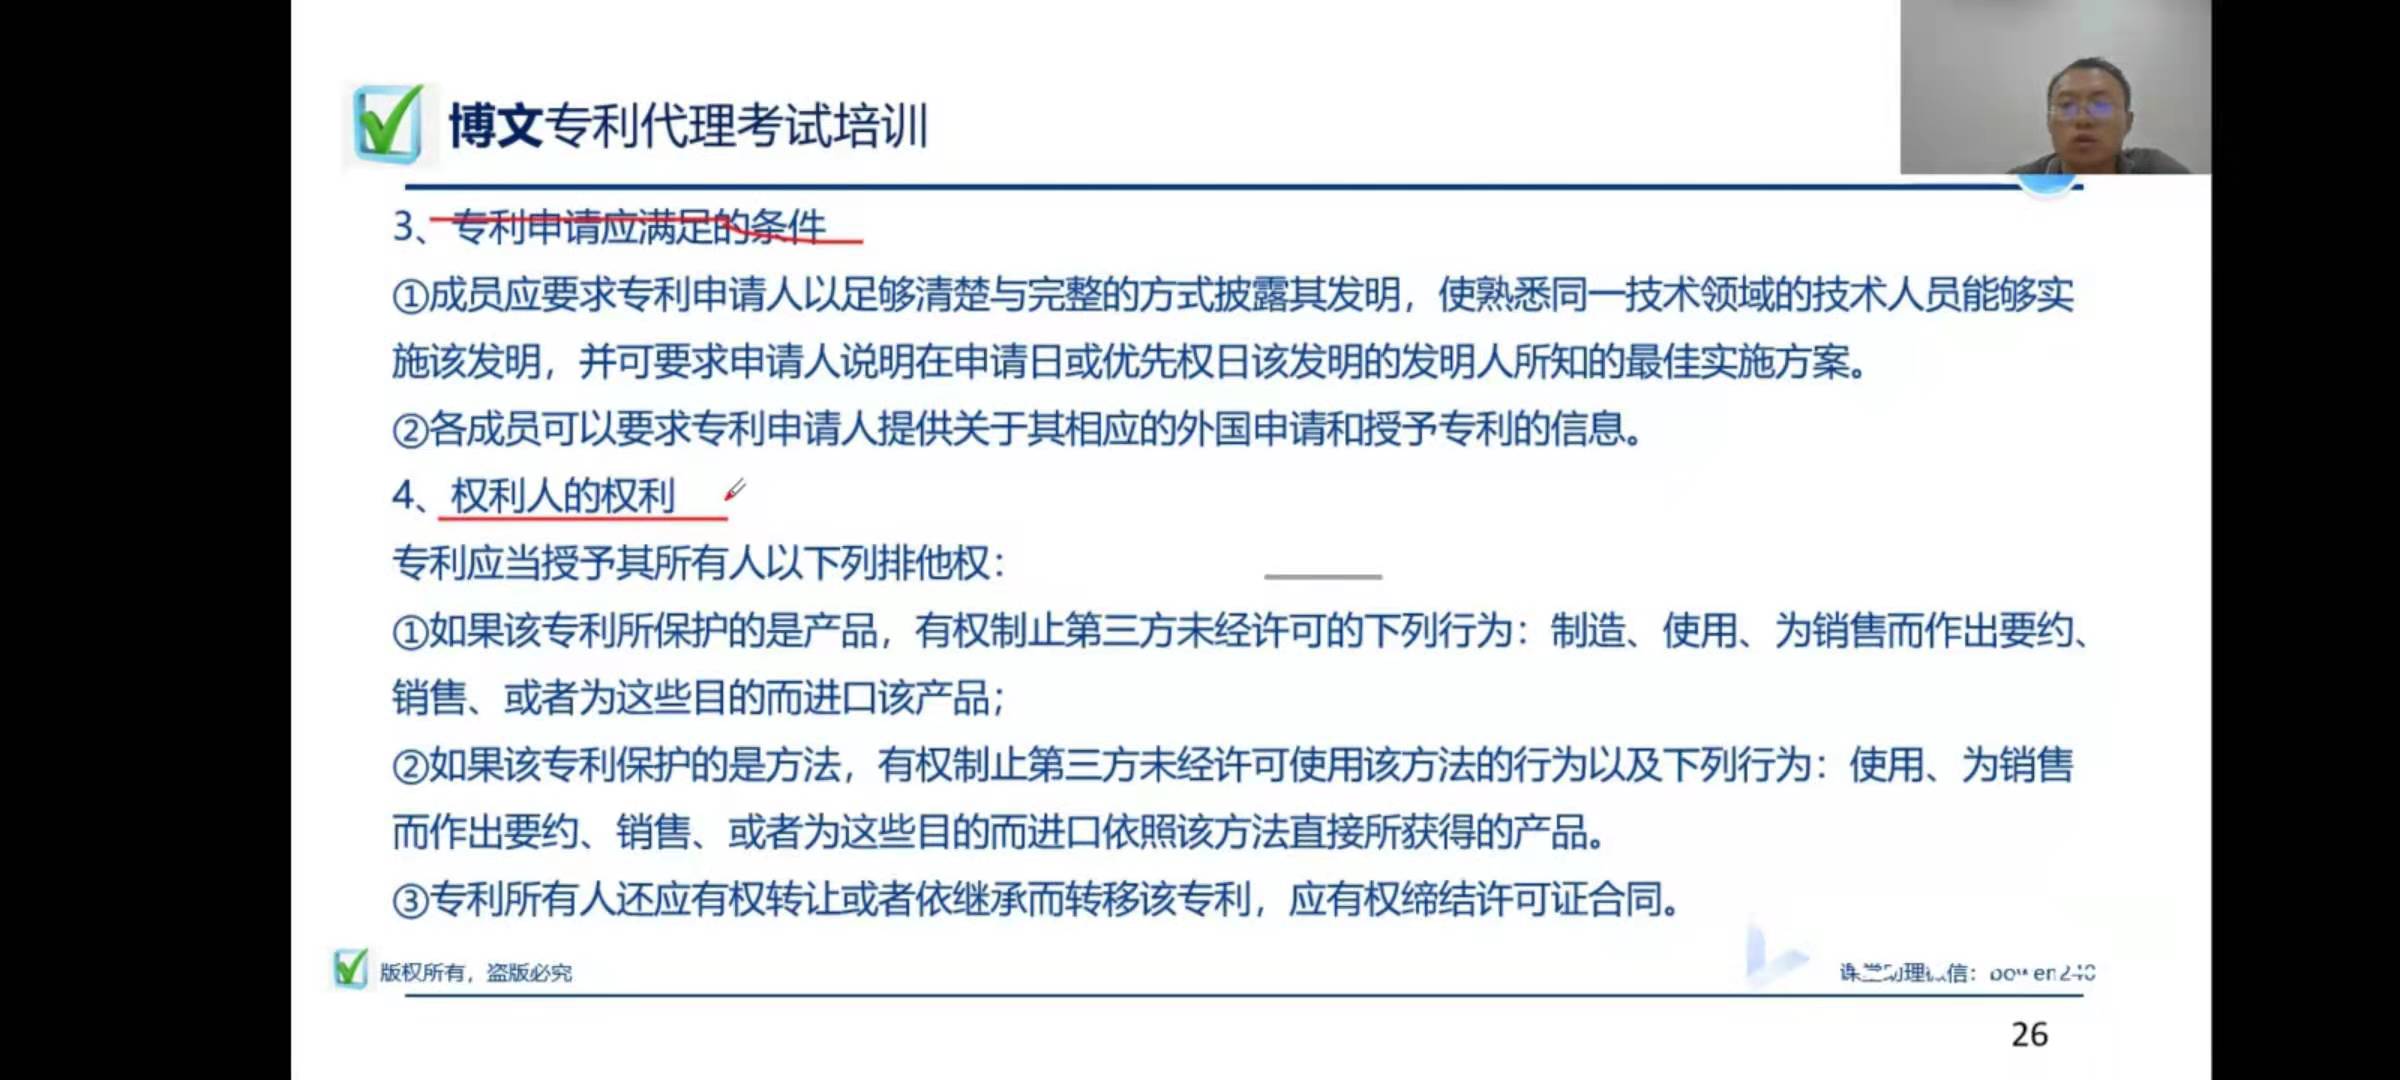 博文专利代理考试培训
3、专利申请应满足的条件
①成员应要求专利申请人以足够清楚与完整的方式披露其发明，使熟悉同一技术领域的技术人员能够实
施该发明，并可要求申请人说明在申请日或优先权日该发明的发明人所知的最佳实施方案。
②各成员可以要求专利申请人提供关于其相应的外国申请和授予专利的信息。
4、权利人的权利
专利应当授予其所有人以下列排他权：
①如果该专利所保护的是产品，有权制止第三方未经许可的下列行为：制造、使用、为销售而作出要约、
销售、或者为这些目的而进口该产品；
②如果该专利保护的是方法，有权制止第三方未经许可使用该方法的行为以及下列行为：使用、为销售
而作出要约、销售、或者为这些目的而进口依照该方法直接所获得的产品。
③专利所有人还应有权转让或者依继承而转移该专利，应有权缔结许可证合同。
版权所有，盗版必究
课堂助理微信：
26